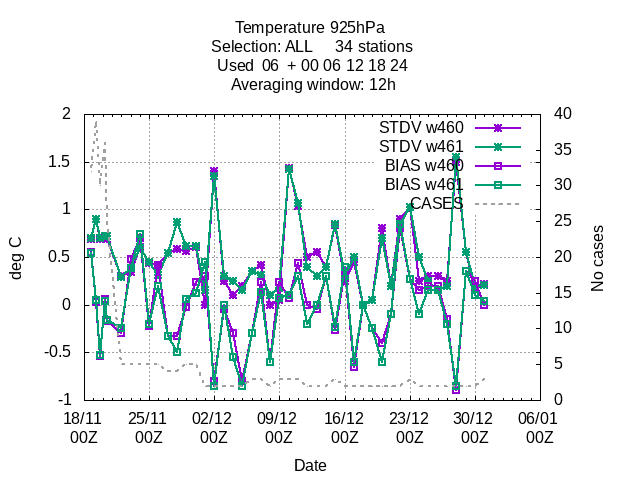 Temperature 925hPa
Selection: ALL     34 stations
Used  06  + 00 06 12 18 24
Averaging window: 12h
STDV w460
STDV w461
BIAS w460
BIAS w461
CASES
deg C
2
1.5
1
0.5
0
-0.5
-1
No cases
40
35
30
25
20
15
10
5
0
18/11 25/11 02/12 09/12 16/12 23/12 30/12 06/01
00Z 00Z 00Z 00Z 00Z 00Z 00Z 00Z
Date